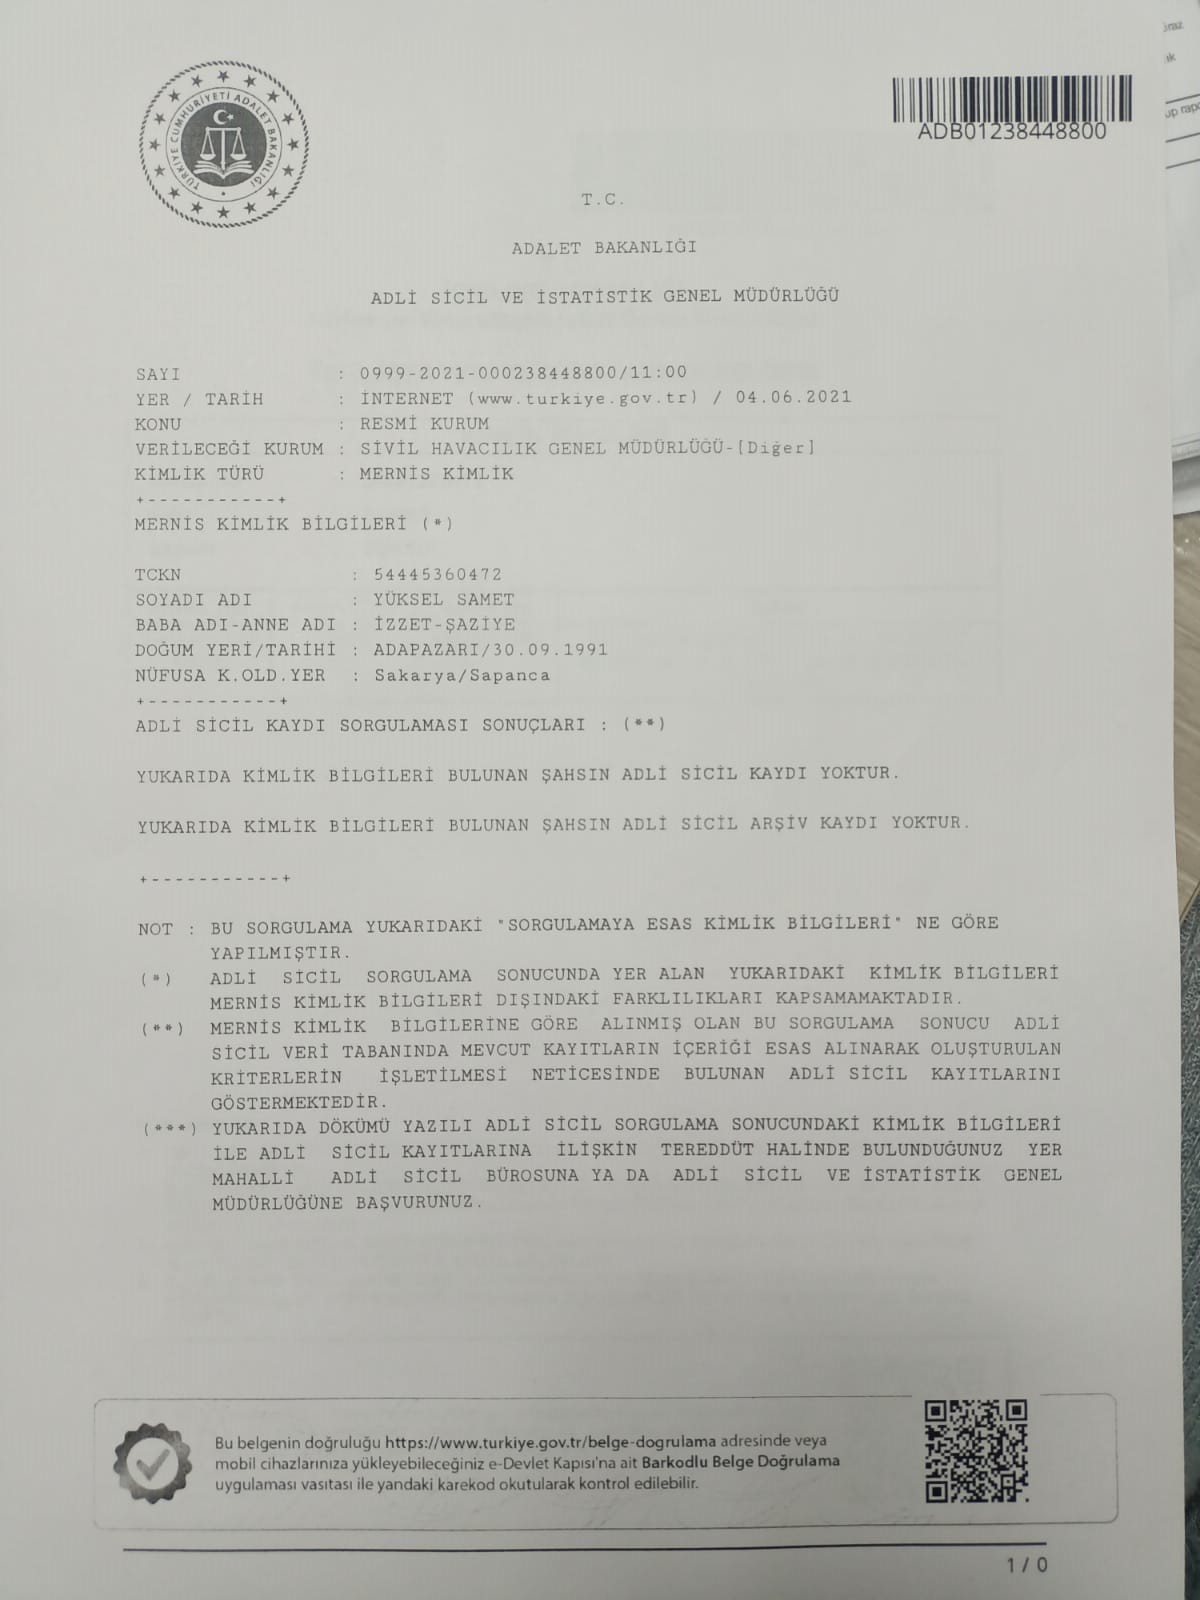 TÜRKİYE CUMHURİYETİ ADALET BAKANLIĞI
TÜRKİYE
ADB01238448800
T.C.
ADALET BAKANLIĞI
ADLİ SİCİL VE İSTATİSTİK GENEL MÜDÜRLÜĞÜ
SAYI : 0999-2021-000238448800/11:00
YER / TARİH : İNTERNET (www.turkiye.gov.tr) / 04.06.2021
KONU : RESMİ KURUM
VERİLECEĞİ KURUM : SİVİL HAVACILIK GENEL MÜDÜRLÜĞÜ-[Diğer]
KİMLİK TÜRÜ : MERNİS KİMLİK
+-----------+
MERNİS KİMLİK BİLGİLERİ (*)
TCKN : 54445360472
SOYADI ADI : YÜKSEL SAMET
BABA ADI-ANNE ADI : İZZET-ŞAZİYE
DOĞUM YERİ/TARİHİ : ADAPAZARI/30.09.1991
NÜFUSA K.OLD.YER : Sakarya/Sapanca
+-----------+
ADLİ SİCİL KAYDI SORGULAMASI SONUÇLARI : (**)
YUKARIDA KİMLİK BİLGİLERİ BULUNAN ŞAHSIN ADLİ SİCİL KAYDI YOKTUR.
YUKARIDA KİMLİK BİLGİLERİ BULUNAN ŞAHSIN ADLİ SİCİL ARŞİV KAYDI YOKTUR.
+-----------+
NOT : BU SORGULAMA YUKARIDAKİ "SORGULAMAYA ESAS KİMLİK BİLGİLERİ" NE GÖRE
YAPILMIŞTIR.
(*) ADLİ SİCİL SORGULAMA SONUCUNDA YER ALAN YUKARIDAKİ KİMLİK BİLGİLERİ
MERNİS KİMLİK BİLGİLERİ DIŞINDAKİ FARKLILIKLARI KAPSAMAMAKTADIR.
(**) MERNİS KİMLİK BİLGİLERİNE GÖRE ALINMIŞ OLAN BU SORGULAMA SONUCU ADLİ
SİCİL VERİ TABANINDA MEVCUT KAYITLARIN İÇERİĞİ ESAS ALINARAK OLUŞTURULAN
KRİTERLERİN İŞLETİLMESİ NETİCESİNDE BULUNAN ADLİ SİCİL KAYITLARINI
GÖSTERMEKTEDİR.
(***) YUKARIDA DÖKÜMÜ YAZILI ADLİ SİCİL SORGULAMA SONUCUNDAKİ KİMLİK BİLGİLERİ
İLE ADLİ SİCİL KAYITLARINA İLİŞKİN TEREDDÜT HALİNDE BULUNDUĞUNUZ YER
MAHALLİ ADLİ SİCİL BÜROSUNA YA DA ADLİ SİCİL VE İSTATİSTİK GENEL
MÜDÜRLÜĞÜNE BAŞVURUNUZ.
Bu belgenin doğruluğu https://www.turkiye.gov.tr/belge-dogrulama adresinde veya
mobil cihazlarınıza yükleyebileceğiniz e-Devlet Kapısı'na ait Barkodlu Belge Doğrulama
uygulaması vasıtası ile yandaki karekod okutularak kontrol edilebilir.
1 / 0